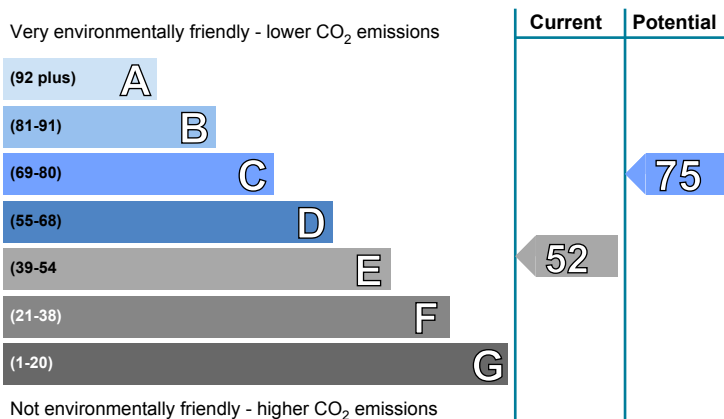 Current Potential
Very environmentally friendly - lower CO2 emissions
(92 plus) A
(81-91) B
(69-80) C
75
(55-68) D
(39-54 E
52
(21-38) F
(1-20) G
Not environmentally friendly - higher CO2 emissions